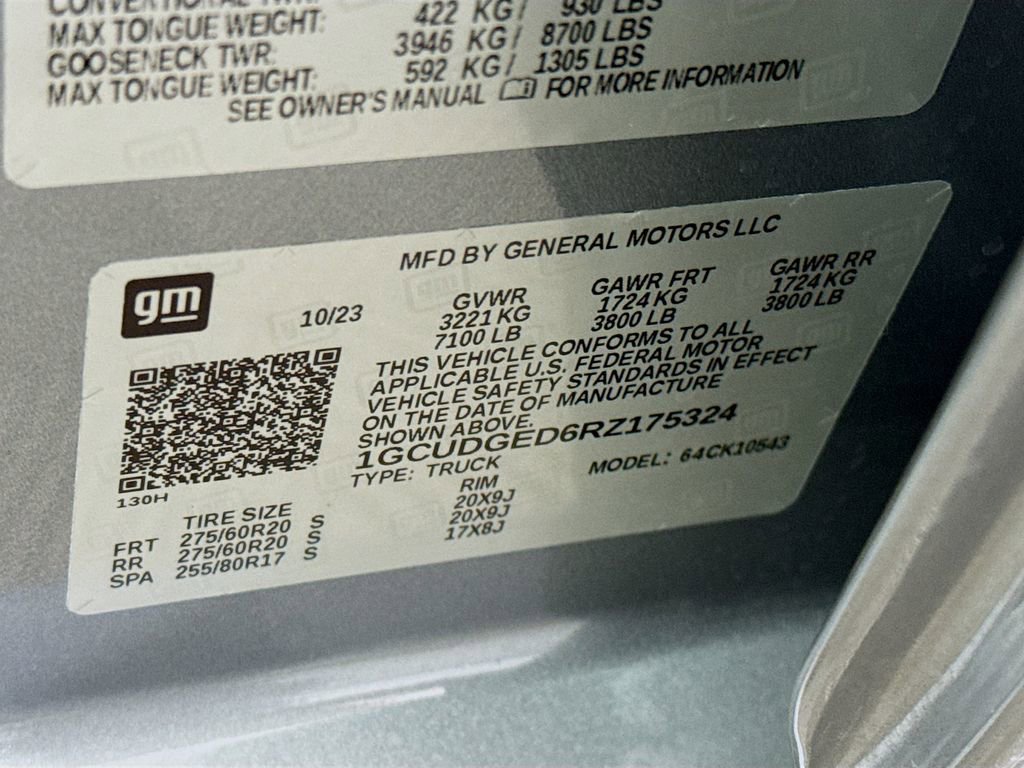 CONVENTIONAL TWR:
MAX TONGUE WEIGHT: 422 KG/ 930 LBS
GOOSENECK TWR: 3946 KG/ 8700 LBS
MAX TONGUE WEIGHT: 592 KG/ 1305 LBS
SEE OWNER'S MANUAL FOR MORE INFORMATION
gm
MFD BY GENERAL MOTORS LLC
10/23
GVWR GAWR FRT GAWR RR
3221 KG 1724 KG 1724 KG
7100 LB 3800 LB 3800 LB
THIS VEHICLE CONFORMS TO ALL
APPLICABLE U.S. FEDERAL MOTOR
VEHICLE SAFETY STANDARDS IN EFFECT
ON THE DATE OF MANUFACTURE
SHOWN ABOVE.
1GCUDGED6RZ175324
TYPE: TRUCK MODEL: 64CK10543
130H
TIRE SIZE RIM
FRT 275/60R20 S 20X9J
RR 275/60R20 S 20X9J
SPA 255/80R17 S 17X8J